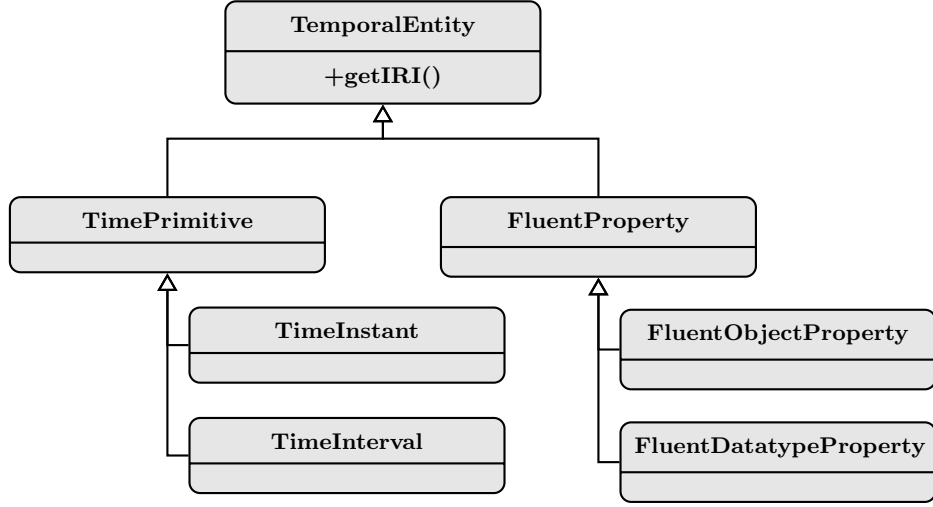 TemporalEntity
+getIRI()
TimePrimitive
FluentProperty
TimeInstant
FluentObjectProperty
TimeInterval
FluentDatatypeProperty